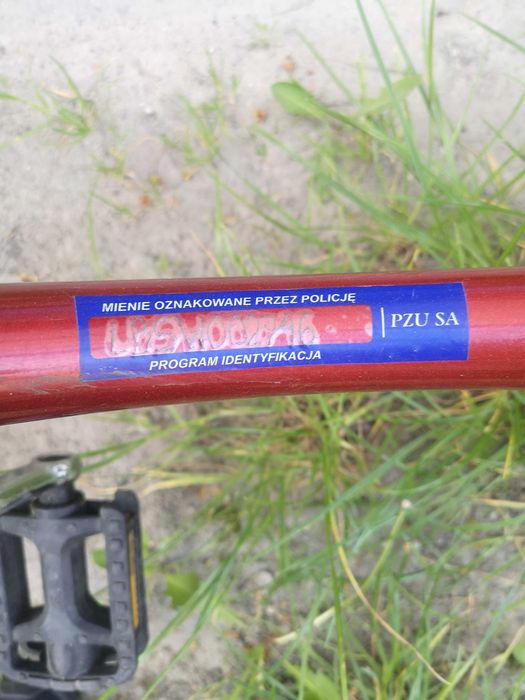 MIENIE OZNAKOWANE PRZEZ POLICJĘ
PZU SA
PROGRAM IDENTYFIKACJA